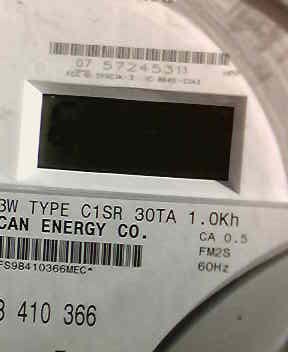 07 57245311
3W TYPE C1SR 30TA 1.0Kh
CAN ENERGY CO.
CA 0.5
FM2S
60Hz
FS98410366MEC*
3 410 366